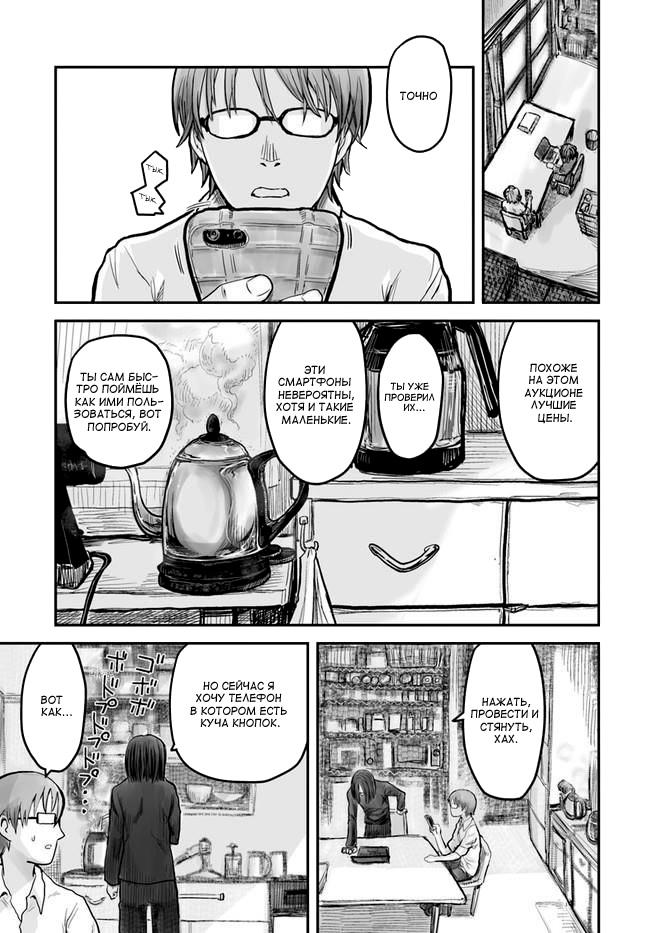 ТОЧНО
ТЫК
ТЫК
ПОХОЖЕ
НА ЭТОМ
АУКЦИОНЕ
ЛУЧШИЕ
ЦЕНЫ.
ТЫ УЖЕ
ПРОВЕРИЛ
ИХ...
ЭТИ
СМАРТФОНЫ
НЕВЕРОЯТНЫ,
ХОТЯ И ТАКИЕ
МАЛЕНЬКИЕ.
ТЫ САМ БЫС-
ТРО ПОЙМЁШЬ
КАК ИМИ ПОЛЬ-
ЗОВАТЬСЯ, ВОТ
ПОПРОБУЙ.
НАЖАТЬ,
ПРОВЕСТИ И
СТЯНУТЬ,
ХАХ.
НО СЕЙЧАС Я
ХОЧУ ТЕЛЕФОН
В КОТОРОМ ЕСТЬ
КУЧА КНОПОК.
ВОТ
КАК...